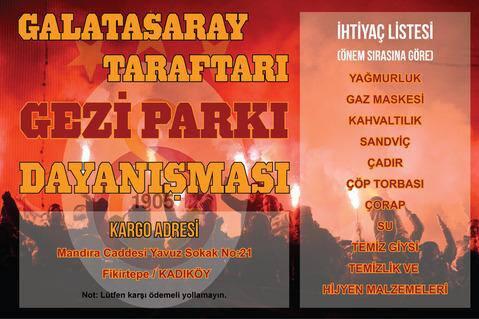 GALATASARAY
TARAFTARI
GEZİ PARKI
DAYANIŞMASI
1905
KARGO ADRESİ
Mandıra Caddesi Yavuz Sokak No-21
Fikirtepe / KADIKÖY
Not: Lütfen karşı ödemeli yollamayın.
İHTİYAÇ LİSTESİ
(ÖNEM SIRASINA GÖRE)
YAĞMURLUK
GAZ MASKESİ
KAHVALTILIK
SANDVİÇ
ÇADIR
ÇÖP TORBASI
ÇORAP
SU
TEMİZ GİYSİ
TEMİZLİK VE
HİJYEN MALZEMELERİ